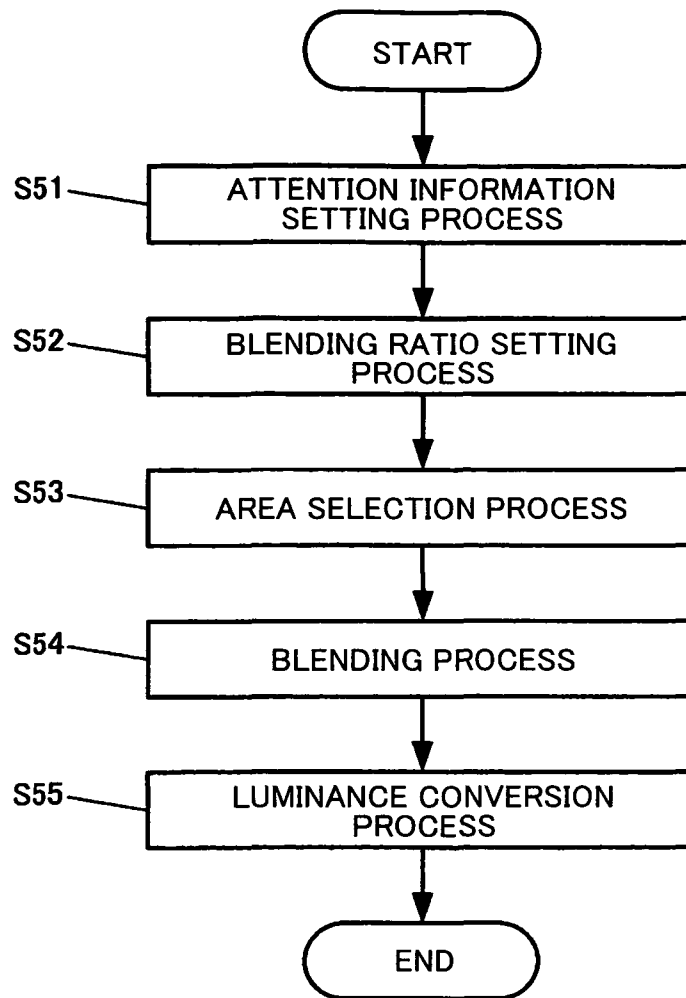 START
S51
ATTENTION INFORMATION
SETTING PROCESS
S52
BLENDING RATIO SETTING
PROCESS
S53
AREA SELECTION PROCESS
S54
BLENDING PROCESS
S55
LUMINANCE CONVERSION
PROCESS
END